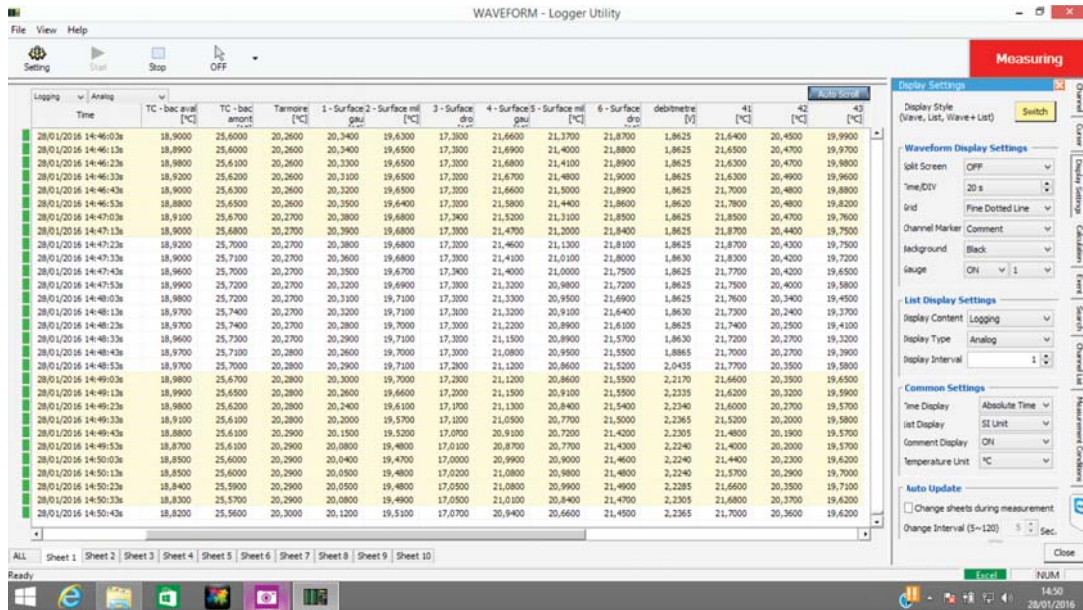 WAVEFORM - Logger Utility
File View Help
Setting Start Stop OFF
Measuring
Logging Analog Auto Scroll
Time TC - bac aval [°C] TC - bac amont Tarmoire [°C] 1 - Surface gau 2 - Surface mil [°C] 3 - Surface dro 4 - Surface gau 5 - Surface mil [°C] 6 - Surface dro debitmetre [V] 41 [°C] 42 [°C] 43 [°C]
28/01/2016 14:46:03s 18,9000 25,6000 20,2600 20,3400 19,6300 17,3500 21,6600 21,3700 21,8700 1,8625 21,6400 20,4500 19,9900
28/01/2016 14:46:13s 18,8900 25,6000 20,2600 20,3400 19,6500 17,3000 21,6900 21,4000 21,8800 1,8625 21,6500 20,4700 19,9700
28/01/2016 14:46:23s 18,9800 25,6100 20,2600 20,3300 19,6500 17,3200 21,6800 21,4100 21,8900 1,8625 21,6300 20,4700 19,9800
28/01/2016 14:46:33s 18,9200 25,6200 20,2600 20,3100 19,6500 17,3200 21,6700 21,4800 21,9000 1,8625 21,6300 20,4900 19,9600
28/01/2016 14:46:43s 18,9000 25,6300 20,2600 20,3200 19,6500 17,3000 21,6600 21,5000 21,8900 1,8625 21,7000 20,4800 19,8800
28/01/2016 14:46:53s 18,8800 25,6500 20,2600 20,3500 19,6400 17,3200 21,5800 21,4400 21,8600 1,8620 21,7800 20,4800 19,8200
28/01/2016 14:47:03s 18,9100 25,6700 20,2700 20,3800 19,6800 17,3400 21,5200 21,3100 21,8500 1,8625 21,8500 20,4700 19,7600
28/01/2016 14:47:13s 18,9000 25,6800 20,2700 20,3900 19,6800 17,3000 21,4700 21,2000 21,8400 1,8625 21,8700 20,4400 19,7500
28/01/2016 14:47:23s 18,9200 25,7000 20,2700 20,3800 19,6800 17,3200 21,4600 21,1300 21,8100 1,8625 21,8700 20,4300 19,7500
28/01/2016 14:47:33s 18,9000 25,7100 20,2700 20,3600 19,6800 17,3000 21,4100 21,0100 21,8000 1,8630 21,8300 20,4200 19,7200
28/01/2016 14:47:43s 18,9600 25,7000 20,2700 20,3500 19,6700 17,3400 21,4000 21,0000 21,7500 1,8625 21,7700 20,4200 19,6500
28/01/2016 14:47:53s 18,9900 25,7200 20,2700 20,3200 19,6900 17,3000 21,3200 20,9800 21,7200 1,8625 21,7500 20,4000 19,5800
28/01/2016 14:48:03s 18,9800 25,7200 20,2700 20,3100 19,7100 17,3000 21,3300 20,9500 21,6900 1,8625 21,7600 20,3400 19,4500
28/01/2016 14:48:13s 18,9700 25,7400 20,2700 20,3200 19,7100 17,3000 21,3200 20,9100 21,6400 1,8630 21,7300 20,2400 19,3700
28/01/2016 14:48:23s 18,9700 25,7400 20,2700 20,2800 19,7000 17,3000 21,2200 20,8900 21,6100 1,8625 21,7400 20,2500 19,4100
28/01/2016 14:48:33s 18,9600 25,7300 20,2700 20,2900 19,7100 17,3200 21,1500 20,8900 21,5700 1,8630 21,7200 20,2700 19,3200
28/01/2016 14:48:43s 18,9700 25,7100 20,2800 20,2600 19,7000 17,3000 21,0800 20,9500 21,5500 1,8865 21,7000 20,2700 19,3900
28/01/2016 14:48:53s 18,9700 25,7000 20,2800 20,2900 19,7100 17,2800 21,1200 20,8600 21,5200 2,0435 21,7700 20,3500 19,5800
28/01/2016 14:49:03s 18,9800 25,6700 20,2800 20,3000 19,7000 17,2700 21,1200 20,8600 21,5500 2,2170 21,6600 20,3500 19,6500
28/01/2016 14:49:13s 18,9900 25,6500 20,2800 20,2600 19,6600 17,1900 21,1200 20,9100 21,5500 2,2335 21,6200 20,3200 19,5900
28/01/2016 14:49:23s 18,9800 25,6200 20,2800 20,2400 19,6100 17,1700 21,1300 20,8400 21,5400 2,2340 21,6000 20,2700 19,5700
28/01/2016 14:49:33s 18,9100 25,6100 20,2800 20,2000 19,5700 17,1200 21,0500 20,7700 21,5000 2,2365 21,5200 20,2000 19,5800
28/01/2016 14:49:43s 18,8800 25,6100 20,2900 20,1500 19,5200 17,0700 20,9100 20,7200 21,4200 2,2305 21,4800 20,1900 19,5700
28/01/2016 14:49:53s 18,8700 25,6100 20,2900 20,0800 19,4800 17,0100 20,8700 20,7700 21,4300 2,2240 21,4000 20,2000 19,5700
28/01/2016 14:50:03s 18,8500 25,6000 20,2900 20,0400 19,4700 17,0000 20,9900 20,9000 21,4600 2,2240 21,4400 20,2300 19,6200
28/01/2016 14:50:13s 18,8500 25,6000 20,2900 20,0500 19,4800 17,0200 21,0800 20,9800 21,4800 2,2240 21,5700 20,2900 19,7000
28/01/2016 14:50:23s 18,8400 25,5900 20,2900 20,0500 19,4800 17,0500 21,0800 20,9900 21,4900 2,2285 21,6600 20,3500 19,7100
28/01/2016 14:50:33s 18,8300 25,5700 20,2900 20,0800 19,4900 17,0500 21,0100 20,8400 21,4700 2,2305 21,6800 20,3700 19,6200
28/01/2016 14:50:43s 18,8200 25,5600 20,3000 20,1200 19,5100 17,0700 20,9400 20,6600 21,4500 2,2365 21,7000 20,3600 19,6200
ALL Sheet 1 Sheet 2 Sheet 3 Sheet 4 Sheet 5 Sheet 6 Sheet 7 Sheet 8 Sheet 9 Sheet 10
Ready
Display Settings
Display Style
(Wave, List, Wave+List) Switch
Waveform Display Settings
Split Screen OFF
Time/DIV 20 s
Grid Fine Dotted Line
Channel Marker Comment
Background Black
Gauge ON 1
List Display Settings
Display Content Logging
Display Type Analog
Display Interval 1
Common Settings
Time Display Absolute Time
List Display SI Unit
Comment Display ON
Temperature Unit °C
Auto Update
Change sheets during measurement
Change Interval (5~120) 5 Sec.
Close
Channel
Cursor
Display Settings
Calculation
Event
Search
Channel List
Measurement Conditions
Excel NUM
14:50
28/01/2016